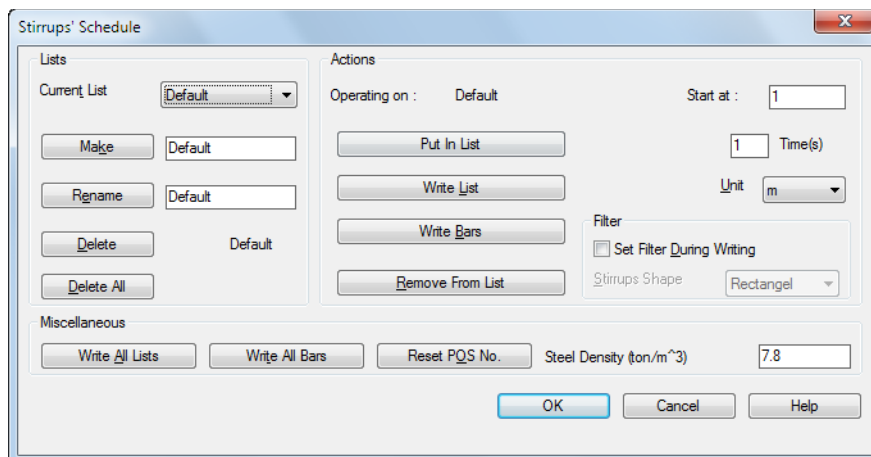 Stirrups' Schedule
Lists
Current List Default
Make Default
Rename Default
Delete Default
Delete All
Actions
Operating on : Default Start at : 1
Put In List 1 Time(s)
Write List Unit m
Write Bars
Filter
Set Filter During Writing
Remove From List Stirrups Shape Rectangel
Miscellaneous
Write All Lists Write All Bars Reset POS No. Steel Density (ton/m^3) 7.8
OK Cancel Help